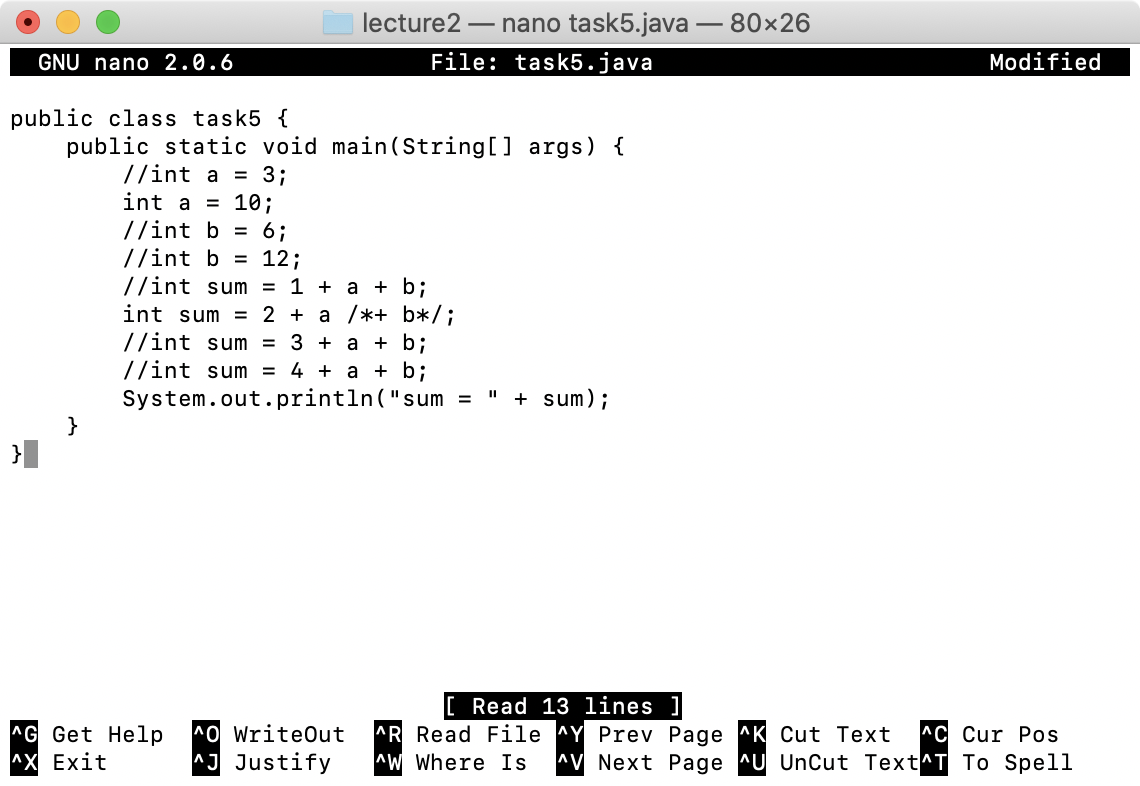 lecture2 — nano task5.java — 80×26
GNU nano 2.0.6 File: task5.java Modified
public class task5 {
    public static void main(String[] args) {
        //int a = 3;
        int a = 10;
        //int b = 6;
        //int b = 12;
        //int sum = 1 + a + b;
        int sum = 2 + a /*+ b*/;
        //int sum = 3 + a + b;
        //int sum = 4 + a + b;
        System.out.println("sum = " + sum);
    }
}
[ Read 13 lines ]
^G Get Help ^O WriteOut ^R Read File ^Y Prev Page ^K Cut Text ^C Cur Pos
^X Exit ^J Justify ^W Where Is ^V Next Page ^U UnCut Text ^T To Spell